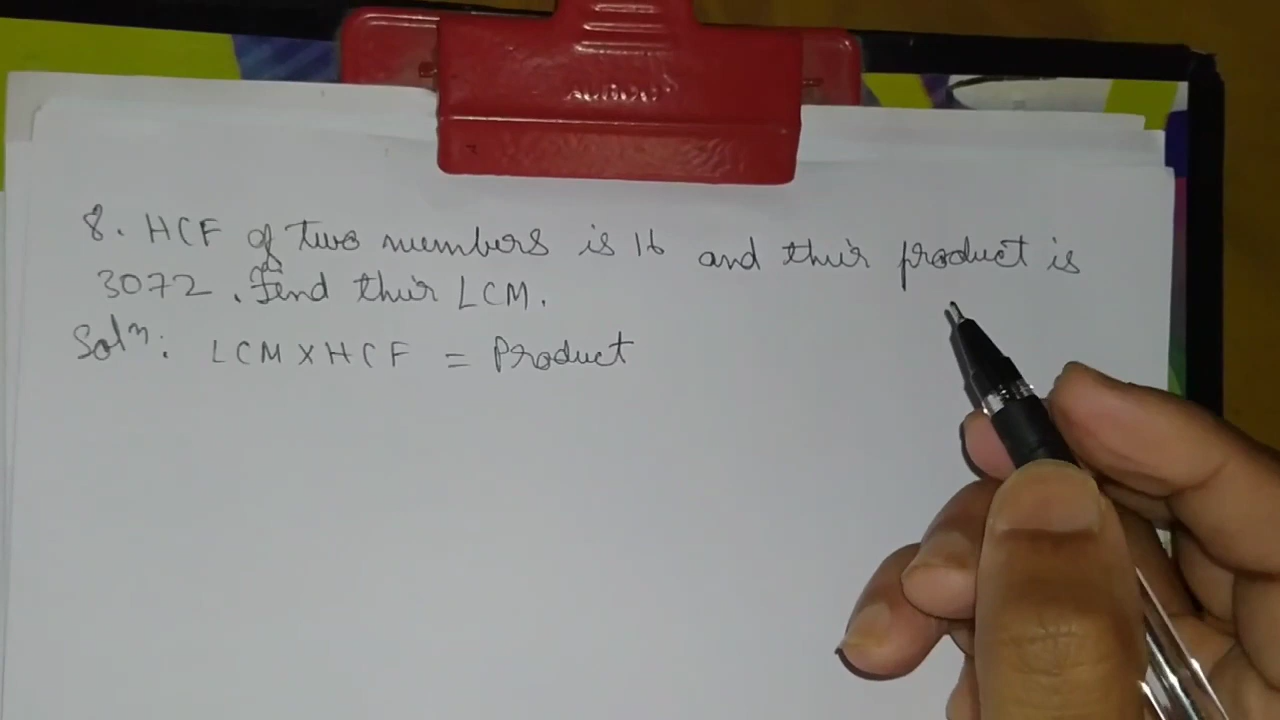 8. HCF of two numbers is 16 and their product is
3072. Find their LCM.
Solⁿ: LCM X HCF = Product